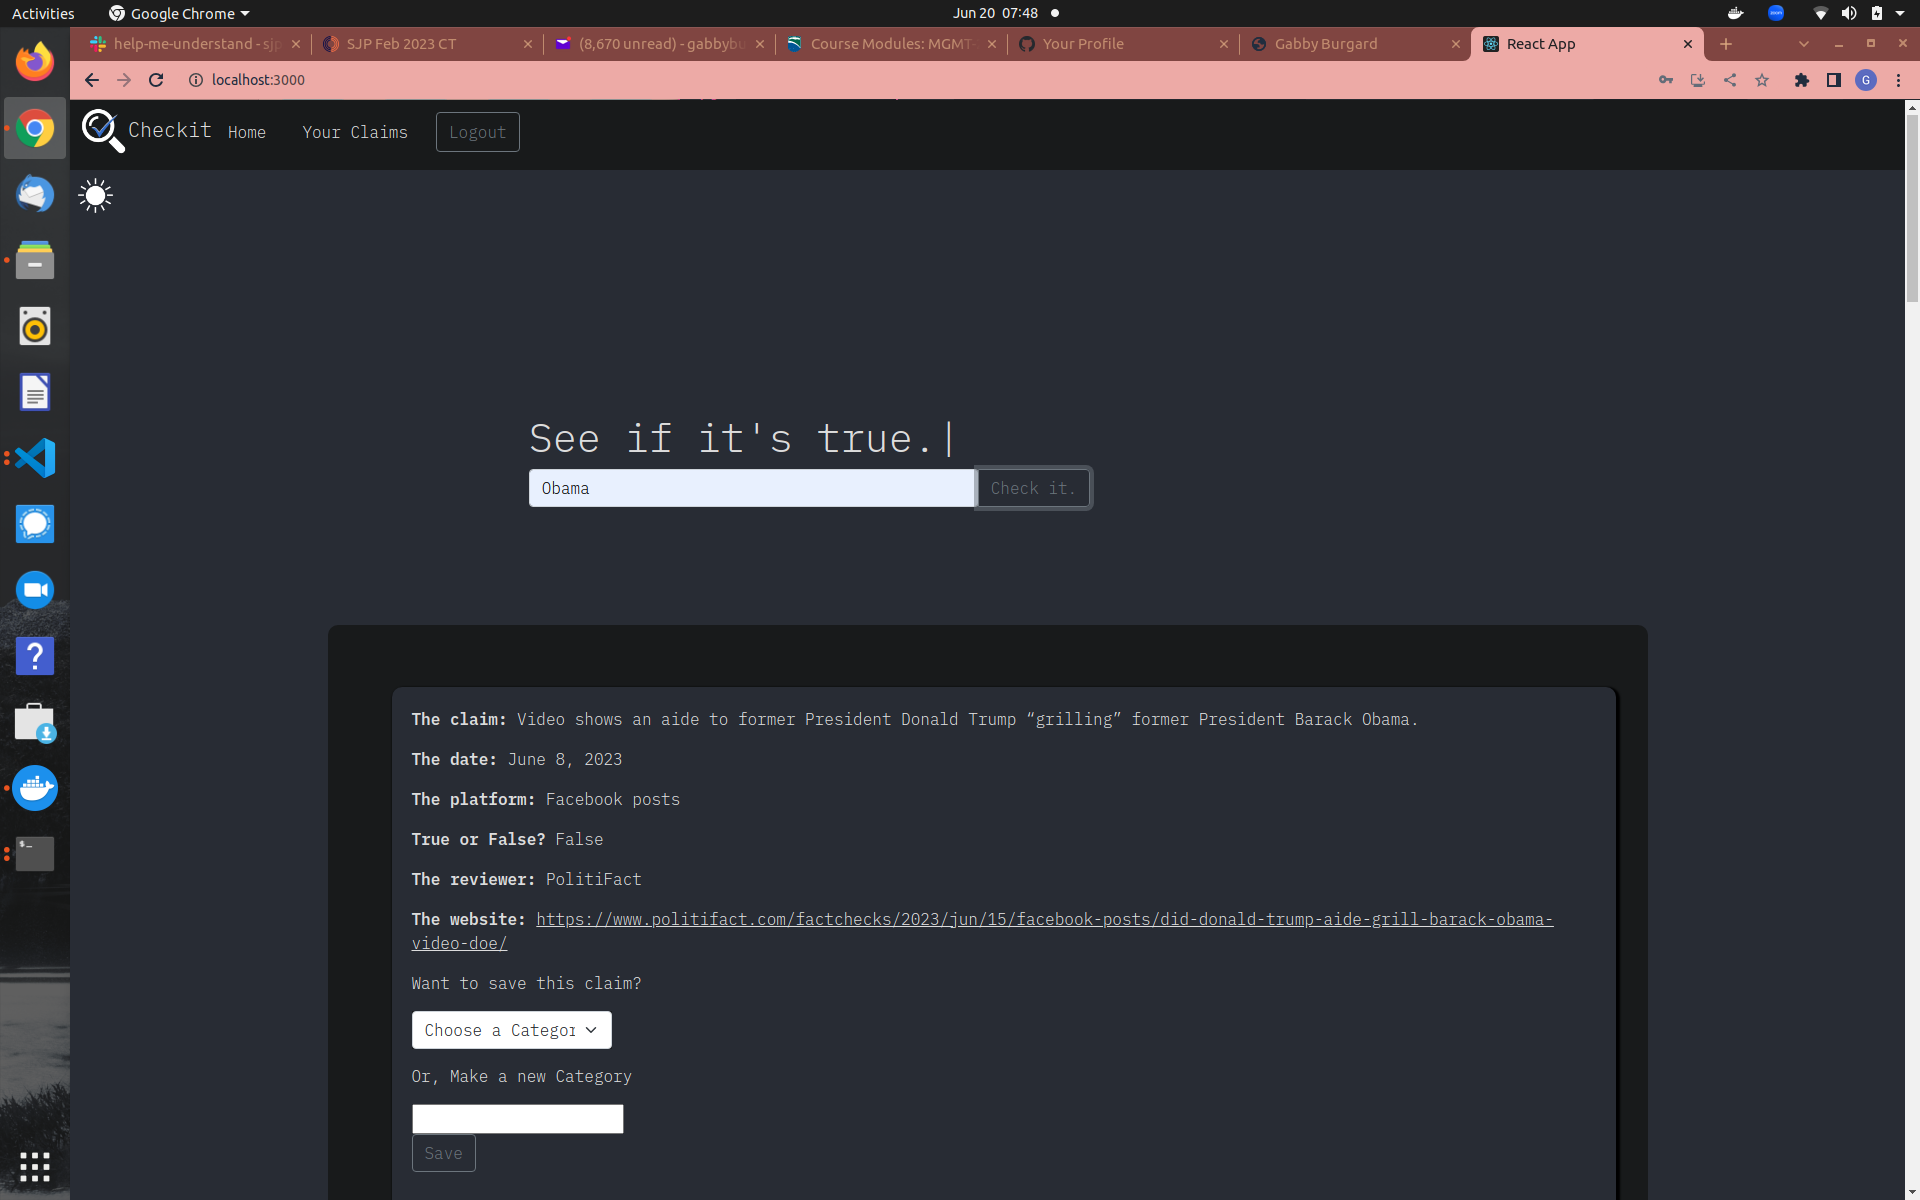 Activities
Google Chrome
Jun 20 07:48
help-me-understand - sjp
SJP Feb 2023 CT
(8,670 unread) - gabbybu
Course Modules: MGMT-
Your Profile
Gabby Burgard
React App
localhost:3000
G
Checkit
Home
Your Claims
Logout
See if it's true.|
Obama
Check it.
The claim: Video shows an aide to former President Donald Trump “grilling” former President Barack Obama.
The date: June 8, 2023
The platform: Facebook posts
True or False? False
The reviewer: PolitiFact
The website: https://www.politifact.com/factchecks/2023/jun/15/facebook-posts/did-donald-trump-aide-grill-barack-obama-
video-doe/
Want to save this claim?
Choose a Categor
Or, Make a new Category
Save